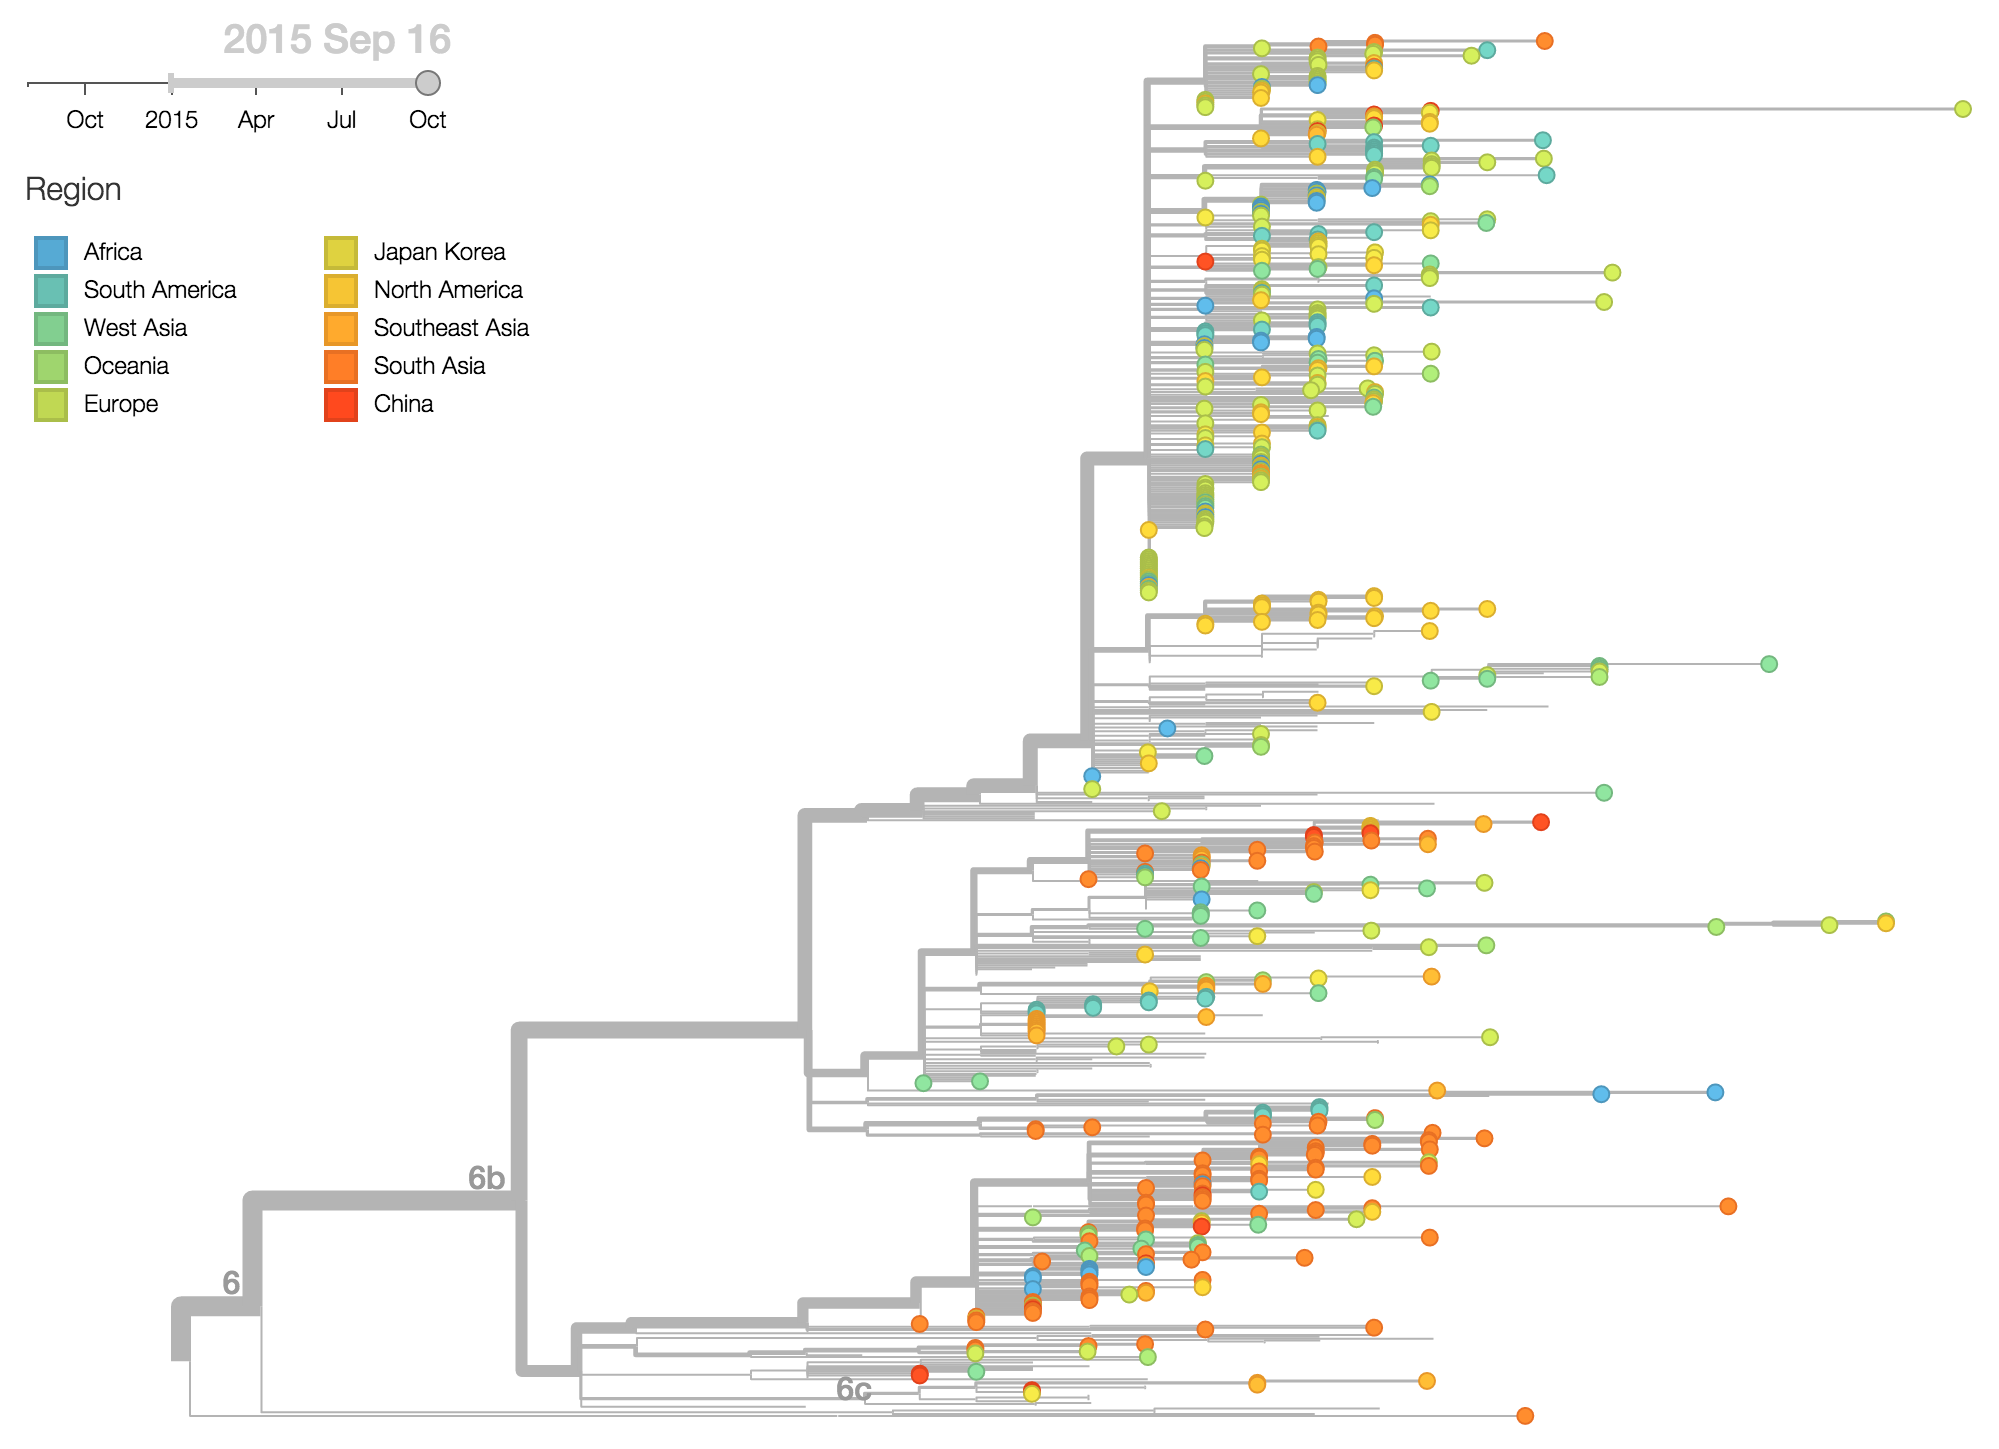 2015 Sep 16
Oct 2015 Apr Jul Oct
Region
Africa Japan Korea
South America North America
West Asia Southeast Asia
Oceania South Asia
Europe China
6b
6
6c